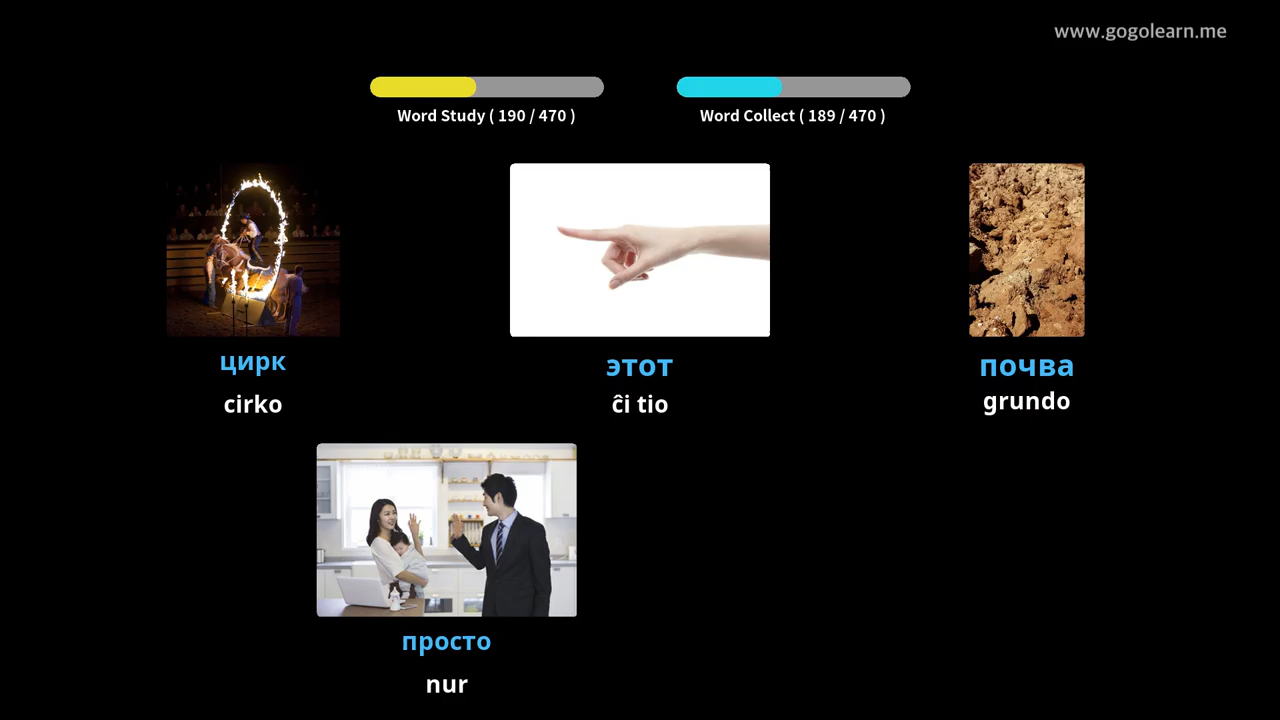 www.gogolearn.me
Word Study ( 190 / 470 )
Word Collect ( 189 / 470 )
цирк
этот
почва
cirko
ĉi tio
grundo
просто
nur